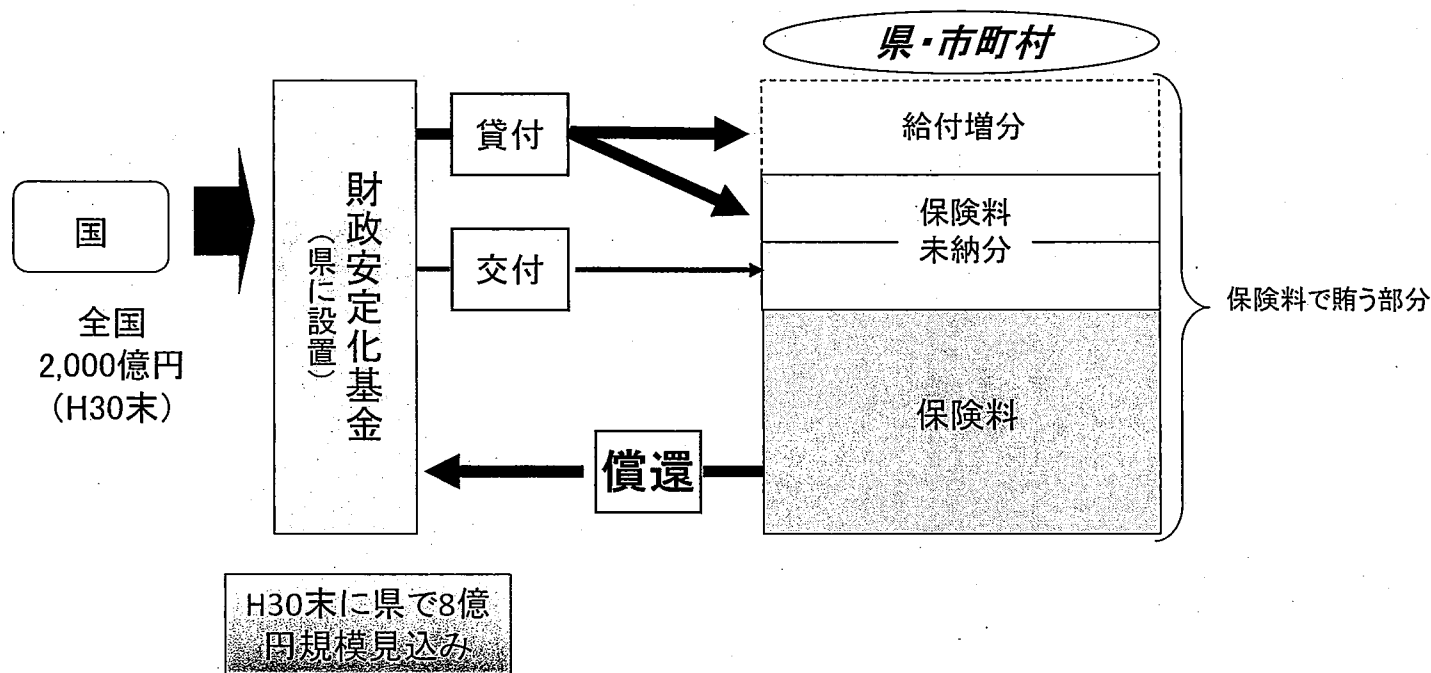 県・市町村
国
全国
2,000億円
（H30末）
財政安定化基金
（県に設置）
貸付
交付
償還
給付増分
保険料
未納分
保険料
保険料で賄う部分
H30末に県で8億
円規模見込み